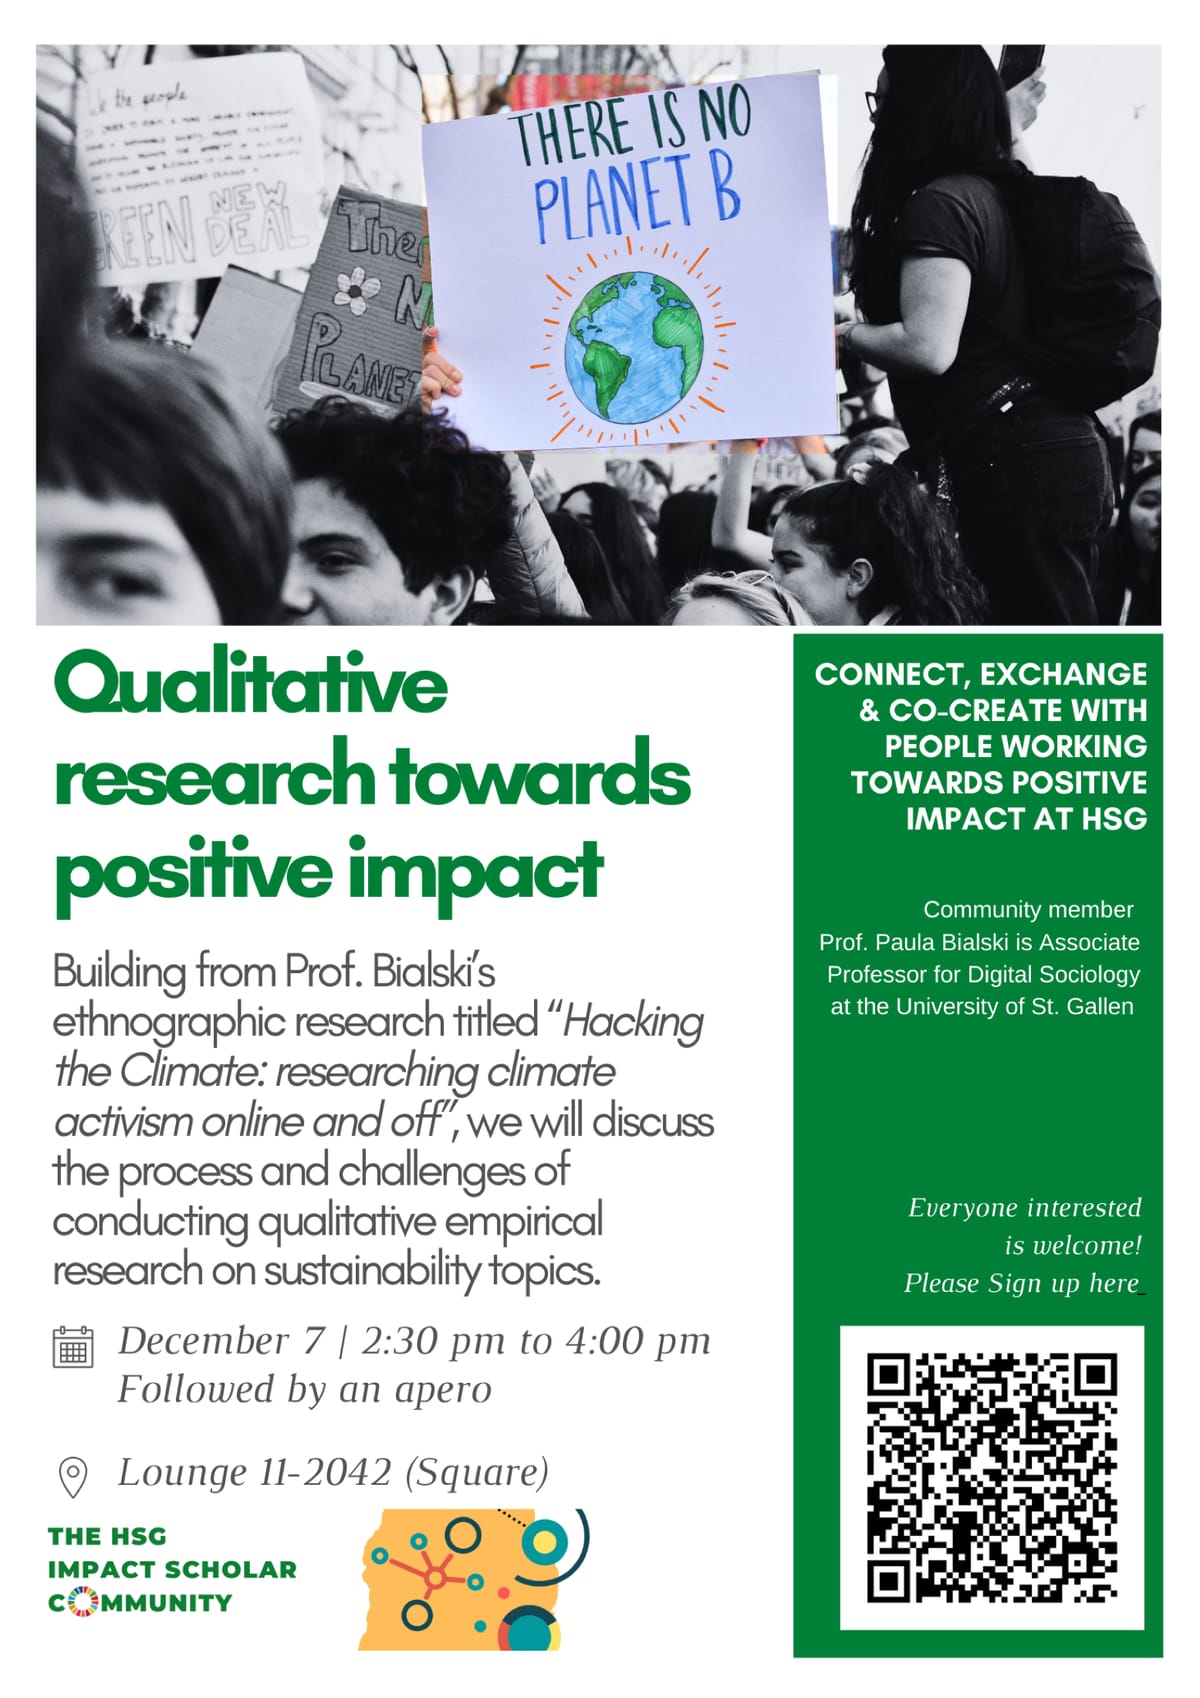 We the people
GREEN NEW
DEAL
There
N
PLANET
THERE IS NO
PLANET B
Qualitative
research towards
positive impact
Building from Prof. Bialski's
ethnographic research titled “Hacking
the Climate: researching climate
activism online and off”, we will discuss
the process and challenges of
conducting qualitative empirical
research on sustainability topics.
December 7 | 2:30 pm to 4:00 pm
Followed by an apero
Lounge 11-2042 (Square)
THE HSG
IMPACT SCHOLAR
COMMUNITY
CONNECT, EXCHANGE
& CO-CREATE WITH
PEOPLE WORKING
TOWARDS POSITIVE
IMPACT AT HSG
Community member
Prof. Paula Bialski is Associate
Professor for Digital Sociology
at the University of St. Gallen
Everyone interested
is welcome!
Please Sign up here